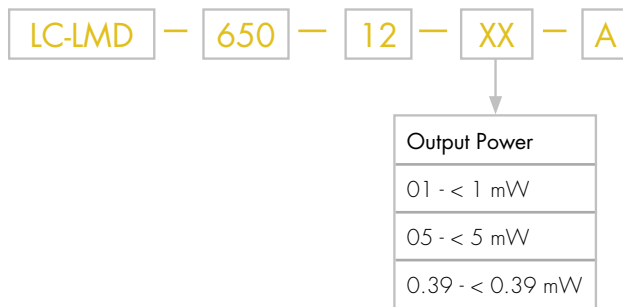 LC-LMD – 650 – 12 – XX – A
Output Power
01 - < 1 mW
05 - < 5 mW
0.39 - < 0.39 mW